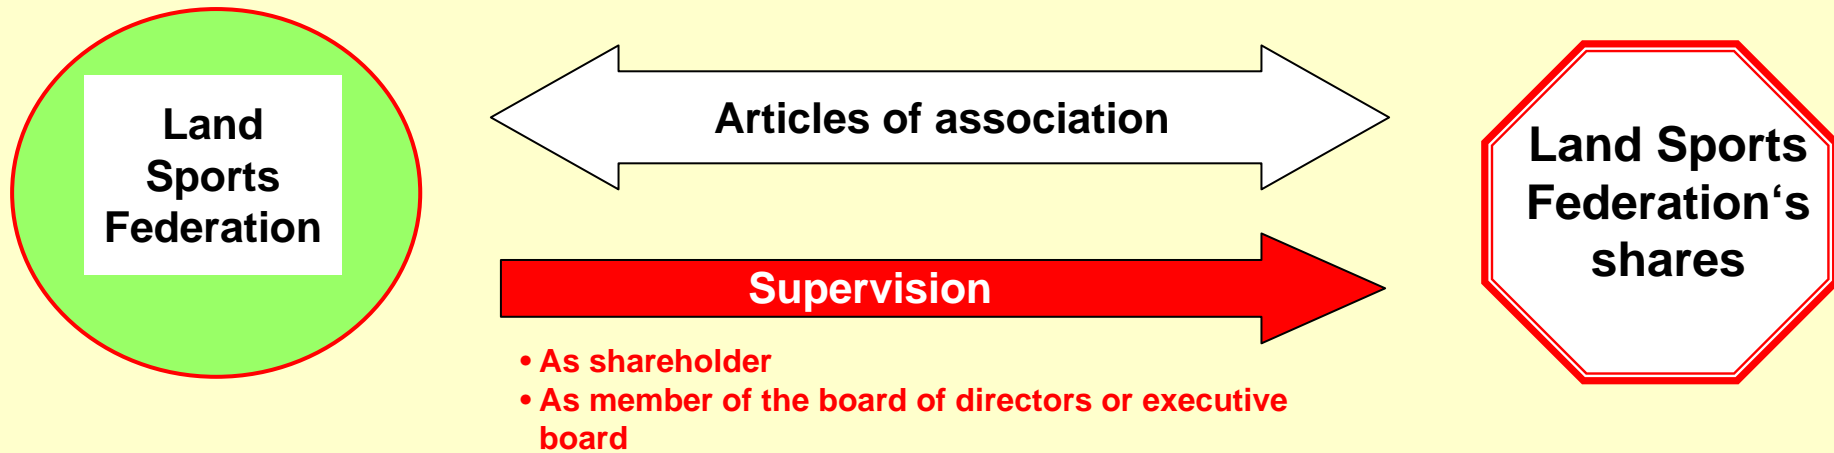 Land
Sports
Federation
Articles of association
Land Sports
Federation‘s
shares
Supervision
• As shareholder
• As member of the board of directors or executive
board